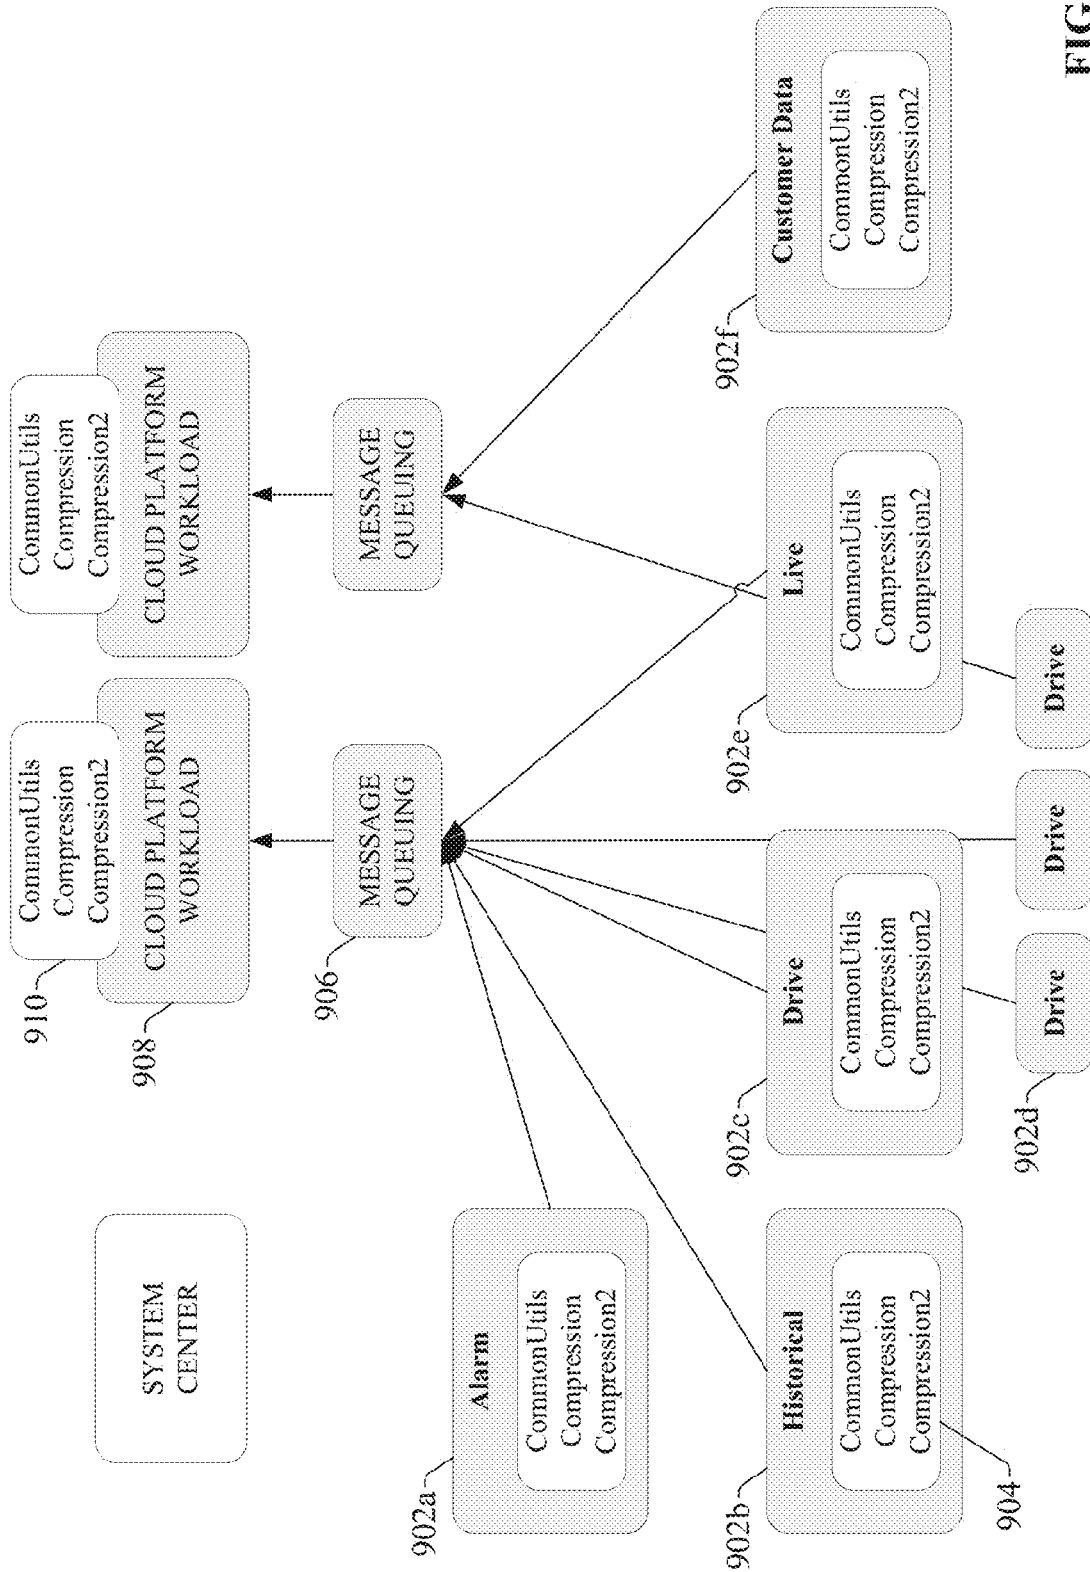 SYSTEM
CENTER
910
CommonUtils
Compression
Compression2
CLOUD PLATFORM
WORKLOAD
908
CommonUtils
Compression
Compression2
CLOUD PLATFORM
WORKLOAD
906
MESSAGE
QUEUING
MESSAGE
QUEUING
902a
Alarm
CommonUtils
Compression
Compression2
902b
Historical
CommonUtils
Compression
Compression2
904
902c
Drive
CommonUtils
Compression
Compression2
902e
Live
CommonUtils
Compression
Compression2
902f
Customer Data
CommonUtils
Compression
Compression2
902d
Drive
Drive
Drive
FIG